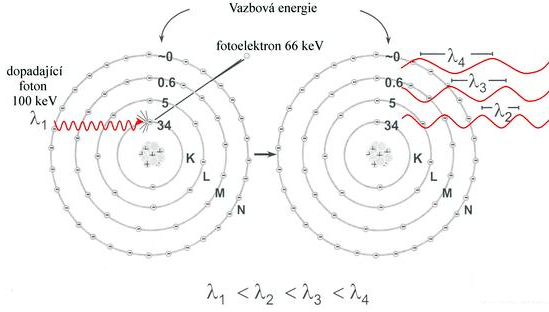 Vazbová energie
fotoelektron 66 keV
dopadající
foton
100 keV
λ1
~0
0.6
5
34
K
L
M
N
~0
0.6
5
34
K
L
M
N
λ4
λ3
λ2
λ1 < λ2 < λ3 < λ4